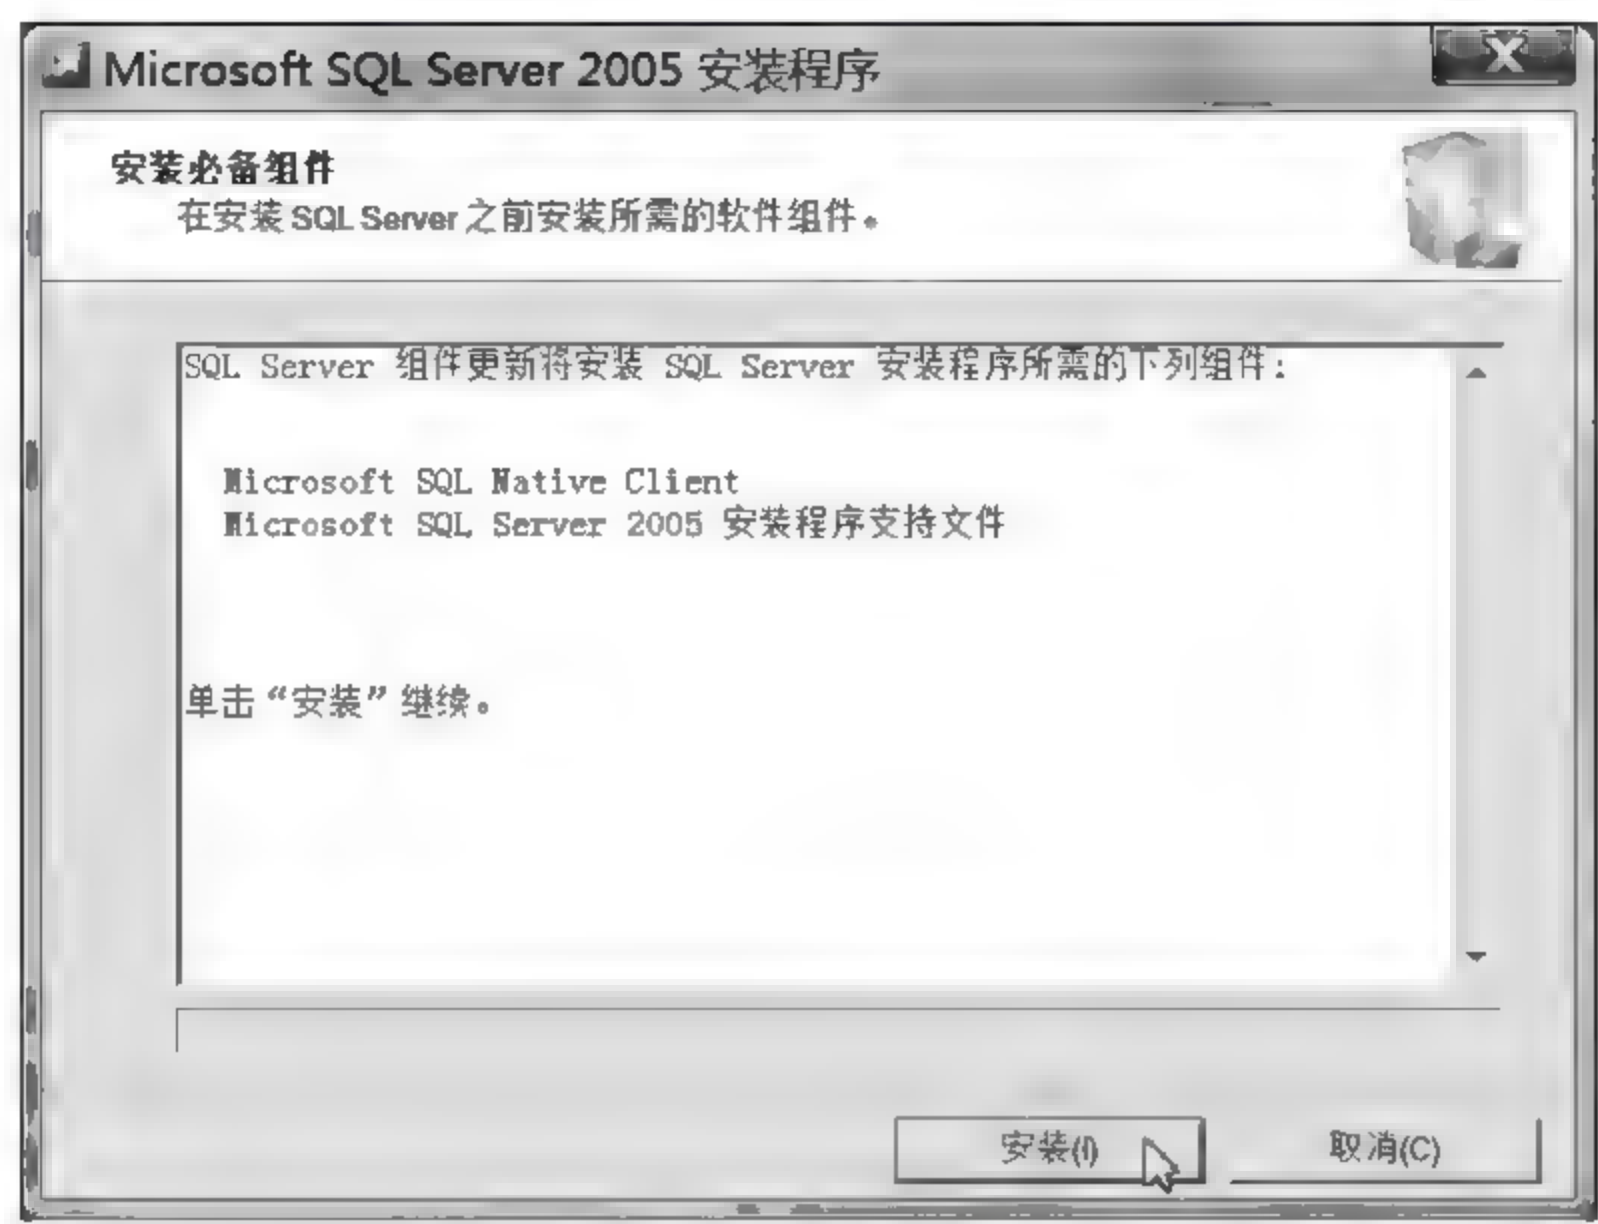 Microsoft SQL Server 2005 安装程序
安装必备组件
在安装 SQL Server 之前安装所需的软件组件。
SQL Server 组件更新将安装 SQL Server 安装程序所需的下列组件:
Microsoft SQL Native Client
Microsoft SQL Server 2005 安装程序支持文件
单击“安装”继续。
安装(I)
取消(C)